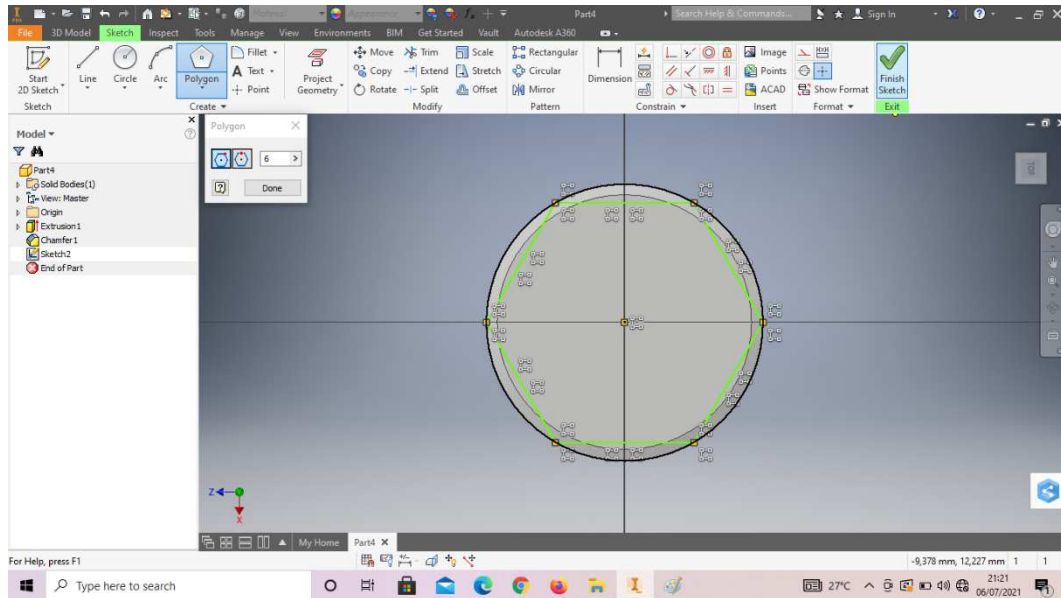 Material
Appearance
Part4
Search Help & Commands...
Sign In
File 3D Model Sketch Inspect Tools Manage View Environments BIM Get Started Vault Autodesk A360
Start
2D Sketch
Line
Circle
Arc
Polygon
Fillet
Text
Point
Project
Geometry
Move Trim Scale
Copy Extend Stretch
Rotate Split Offset
Rectangular
Circular
Mirror
Dimension
Image
Points
ACAD
Show Format
Finish
Sketch
Sketch Create Modify Pattern Constrain Insert Format Exit
Model
Part4
Solid Bodies(1)
View: Master
Origin
Extrusion1
Chamfer1
Sketch2
End of Part
Polygon
6
Done
TOP
Z
X
My Home Part4
For Help, press F1
-9,378 mm, 12,227 mm 1 1
Type here to search
27°C
21:21
06/07/2021